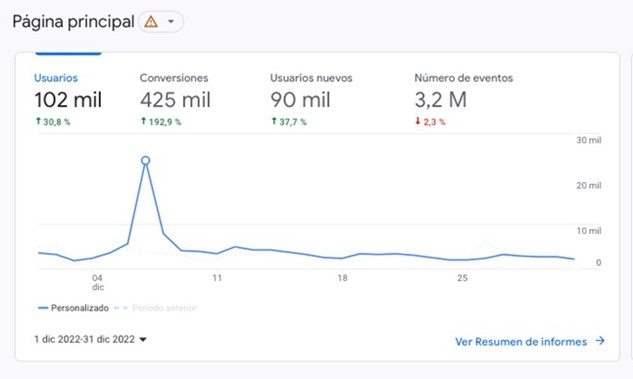 Página principal
Usuarios Conversiones Usuarios nuevos Número de eventos
102 mil 425 mil 90 mil 3,2 M
↑ 30,8 % ↑ 192,9 % ↑ 37,7 % ↓ 2,3 %
30 mil
20 mil
10 mil
0
04 11 18 25
dic
Personalizado Periodo anterior
1 dic 2022-31 dic 2022
Ver Resumen de informes →